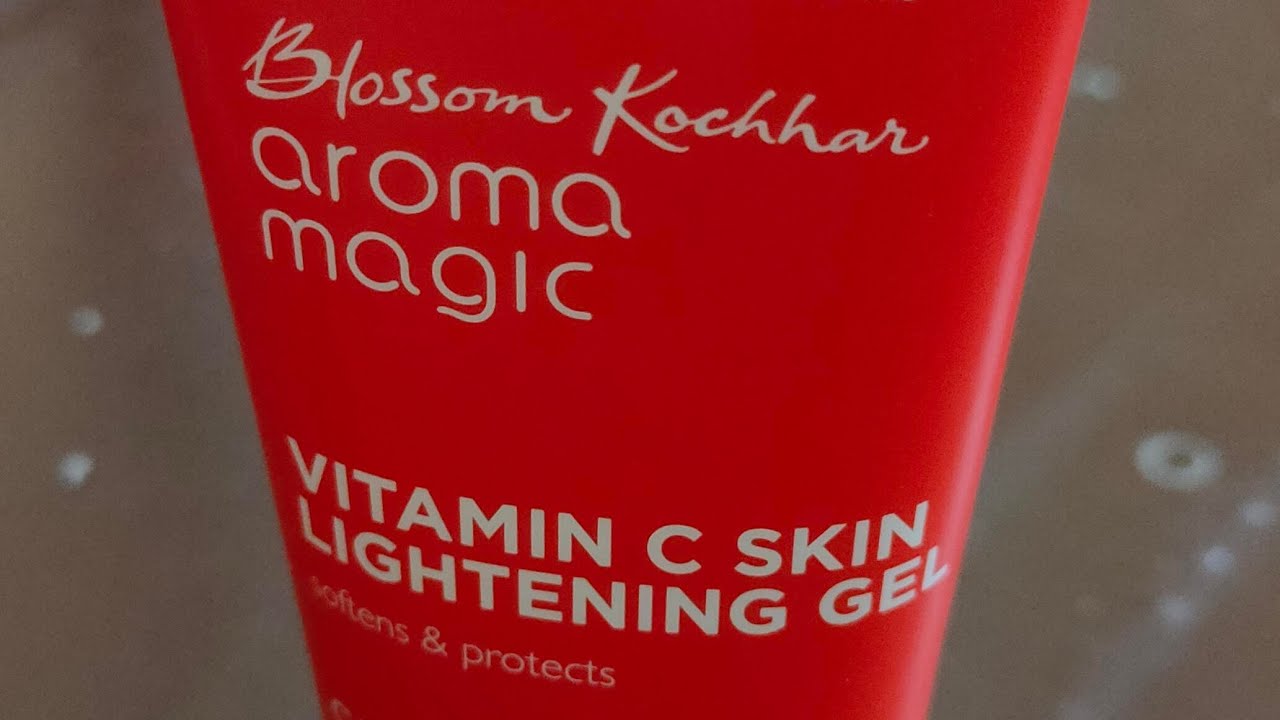 Blossom Kochhar
aroma
magic
VITAMIN C SKIN
LIGHTENING GEL
Softens & protects